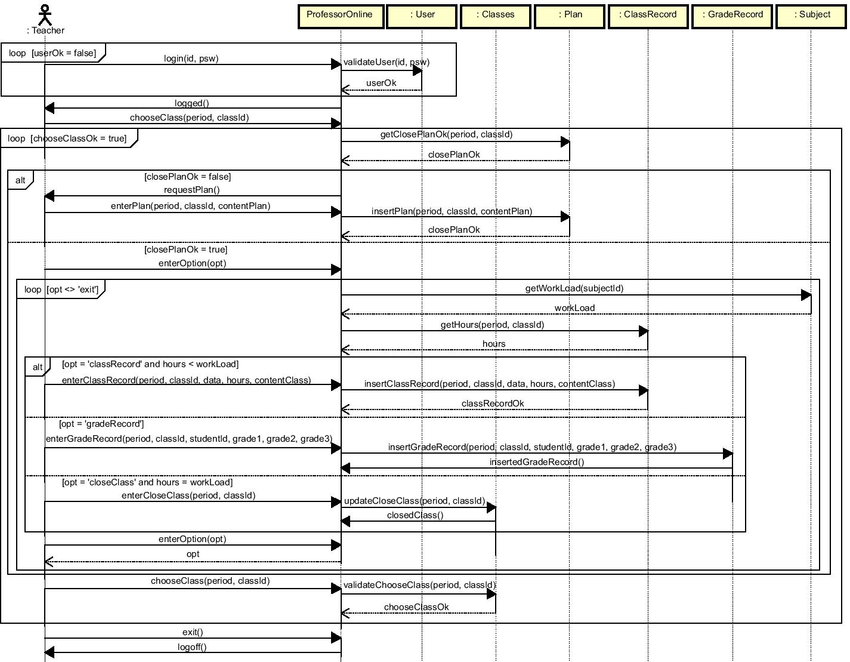 : Teacher
ProfessorOnline
: User
: Classes
: Plan
: ClassRecord
: GradeRecord
: Subject
loop [userOk = false]
login(id, psw)
validateUser(id, psw)
userOk
logged()
chooseClass(period, classId)
loop [chooseClassOk = true]
getClosePlanOk(period, classId)
closePlanOk
alt
[closePlanOk = false]
requestPlan()
enterPlan(period, classId, contentPlan)
insertPlan(period, classId, contentPlan)
closePlanOk
[closePlanOk = true]
enterOption(opt)
loop [opt <> 'exit']
getWorkLoad(subjectId)
workLoad
getHours(period, classId)
hours
alt
[opt = 'classRecord' and hours < workLoad]
enterClassRecord(period, classId, data, hours, contentClass)
insertClassRecord(period, classId, data, hours, contentClass)
classRecordOk
[opt = 'gradeRecord']
enterGradeRecord(period, classId, studentId, grade1, grade2, grade3)
insertGradeRecord(period, classId, studentId, grade1, grade2, grade3)
insertedGradeRecord()
[opt = 'closeClass' and hours = workLoad]
enterCloseClass(period, classId)
updateCloseClass(period, classId)
closedClass()
enterOption(opt)
opt
chooseClass(period, classId)
validateChooseClass(period, classId)
chooseClassOk
exit()
logoff()